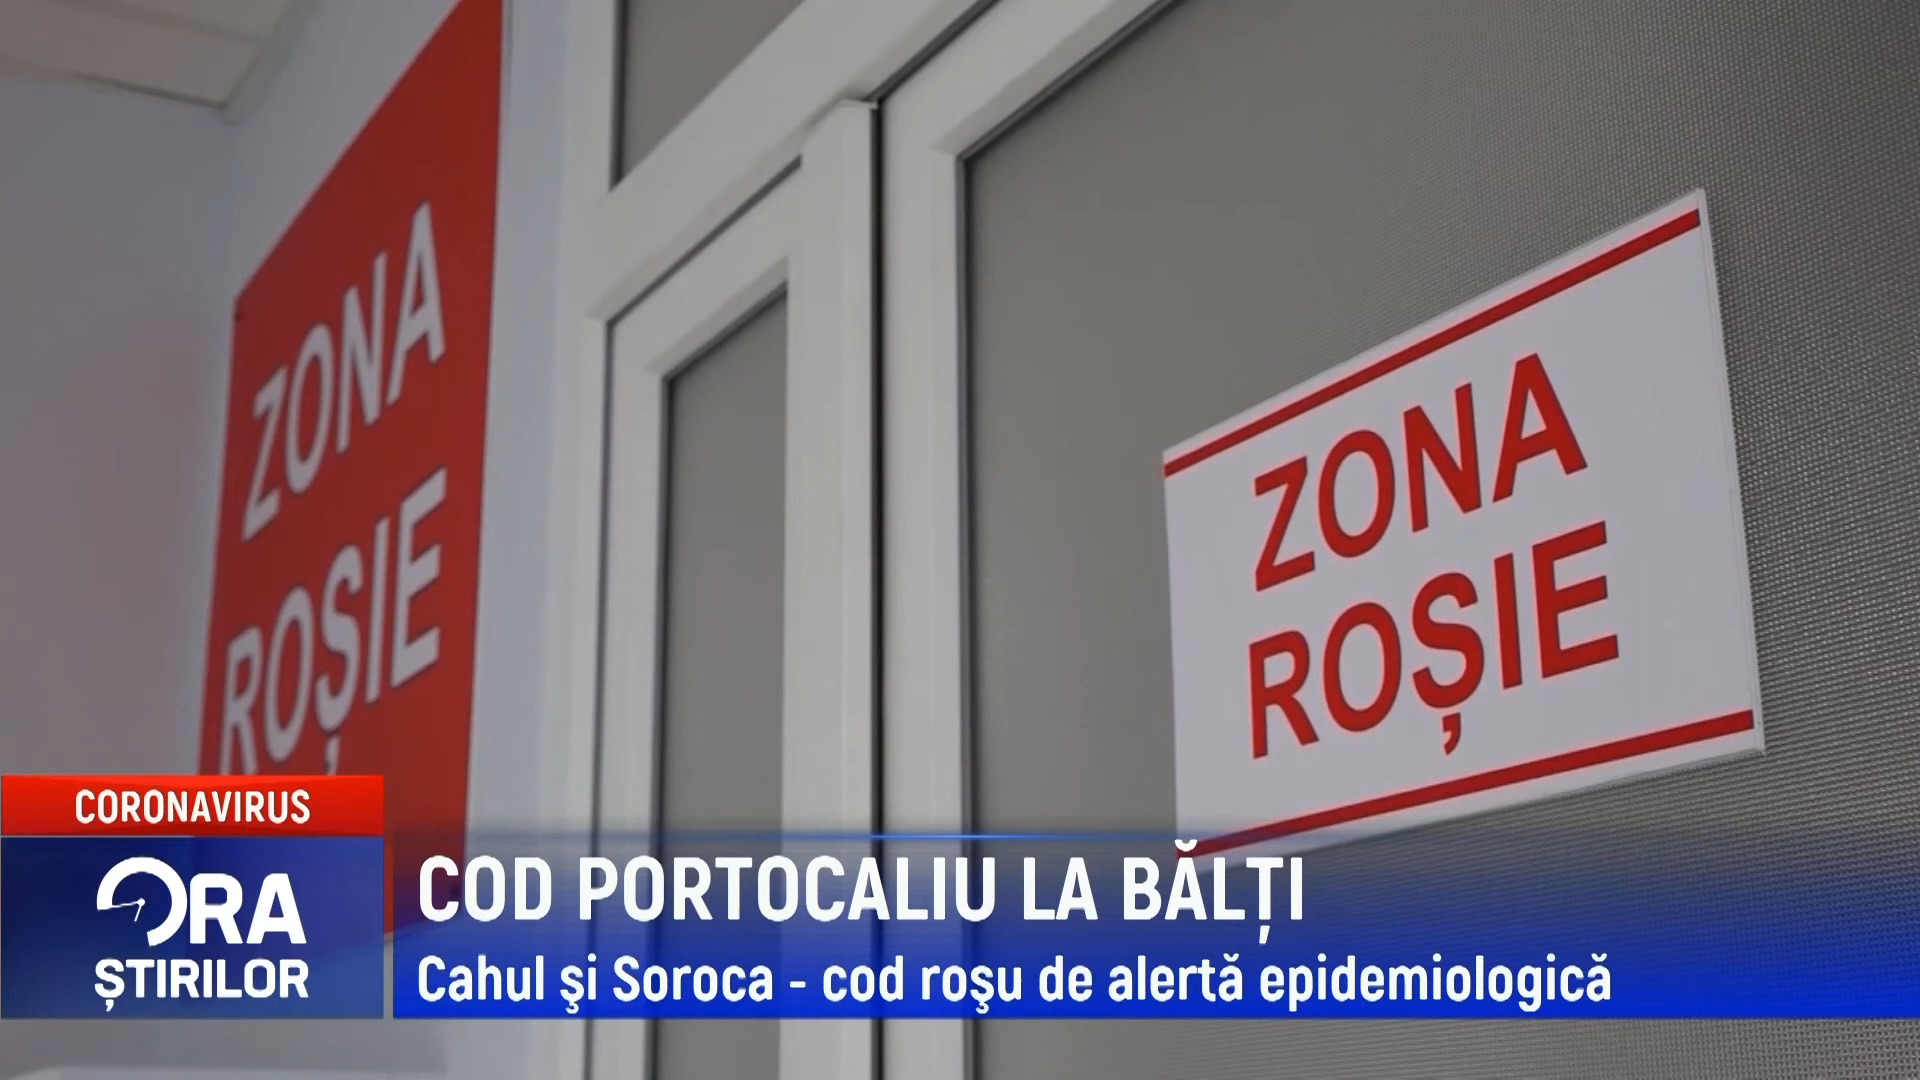 ZONA
ROȘIE
ZONA
ROȘIE
CORONAVIRUS
ORA
ȘTIRILOR
COD PORTOCALIU LA BĂLȚI
Cahul şi Soroca - cod roşu de alertă epidemiologică